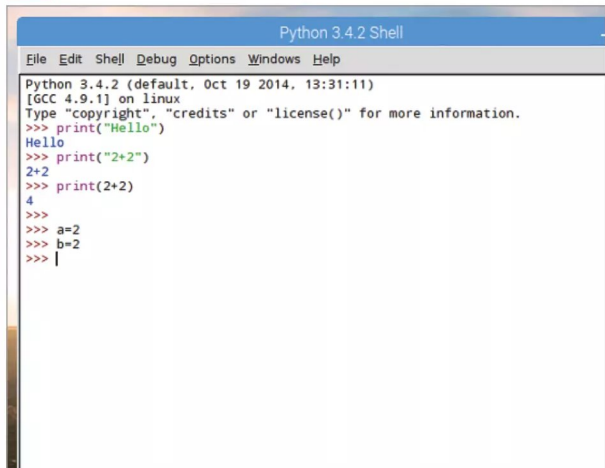 Python 3.4.2 Shell
File Edit Shell Debug Options Windows Help
Python 3.4.2 (default, Oct 19 2014, 13:31:11)
[GCC 4.9.1] on linux
Type "copyright", "credits" or "license()" for more information.
>>> print("Hello")
Hello
>>> print("2+2")
2+2
>>> print(2+2)
4
>>>
>>> a=2
>>> b=2
>>>